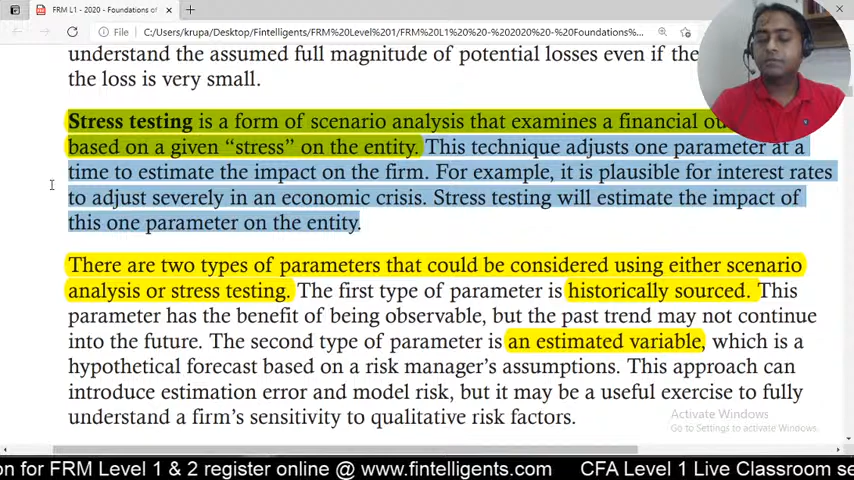 FRM L1 - 2020 - Foundations of
File
C:/Users/krupa/Desktop/Fintelligents/FRM%20Level%201/FRM%20L1%20%20-%202020%20-%20Foundations%...
understand the assumed full magnitude of potential losses even if the
the loss is very small.
Stress testing is a form of scenario analysis that examines a financial
based on a given “stress” on the entity. This technique adjusts one parameter at a
time to estimate the impact on the firm. For example, it is plausible for interest rates
to adjust severely in an economic crisis. Stress testing will estimate the impact of
this one parameter on the entity.
There are two types of parameters that could be considered using either scenario
analysis or stress testing. The first type of parameter is historically sourced. This
parameter has the benefit of being observable, but the past trend may not continue
into the future. The second type of parameter is an estimated variable, which is a
hypothetical forecast based on a risk manager’s assumptions. This approach can
introduce estimation error and model risk, but it may be a useful exercise to fully
understand a firm’s sensitivity to qualitative risk factors.
Activate Windows
Go to Settings to activate Windows.
on for FRM Level 1 & 2 register online @ www.fintelligents.com CFA Level 1 Live Classroom se